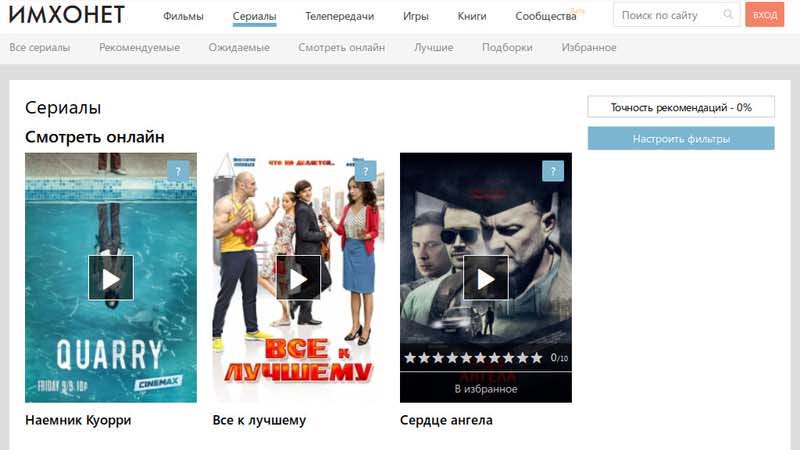 ИМХОНЕТ
Фильмы Сериалы Телепередачи Игры Книги Сообщества
Beta
Поиск по сайту
ВХОД
Все сериалы Рекомендуемые Ожидаемые Смотреть онлайн Лучшие Подборки Избранное
Сериалы
Точность рекомендаций - 0%
Настроить фильтры
Смотреть онлайн
?
?
?
QUARRY
FRIDAY 9/9 10P
CINEMAX
ЧТО НИ ДЕЛАЕТСЯ...
ВСЕ К
ЛУЧШЕМУ
0/10
АНГЕЛА
В избранное
Наемник Куорри
Все к лучшему
Сердце ангела